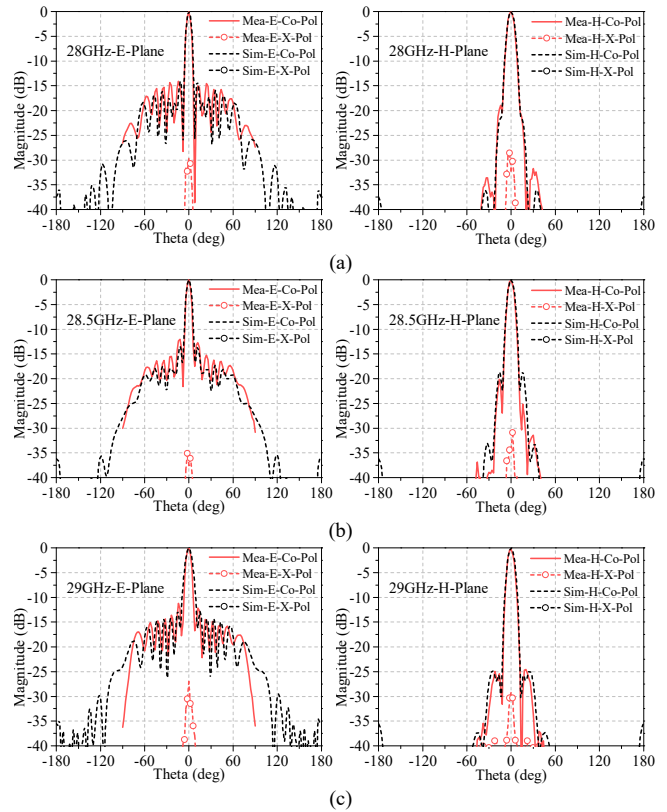 28GHz-E-Plane
Mea-E-Co-Pol
Mea-E-X-Pol
Sim-E-Co-Pol
Sim-E-X-Pol
Magnitude (dB)
0
-5
-10
-15
-20
-25
-30
-35
-40
-180 -120 -60 0 60 120 180
Theta (deg)
28GHz-H-Plane
Mea-H-Co-Pol
Mea-H-X-Pol
Sim-H-Co-Pol
Sim-H-X-Pol
Magnitude (dB)
0
-5
-10
-15
-20
-25
-30
-35
-40
-180 -120 -60 0 60 120 180
Theta (deg)
(a)
28.5GHz-E-Plane
Mea-E-Co-Pol
Mea-E-X-Pol
Sim-E-Co-Pol
Sim-E-X-Pol
Magnitude (dB)
0
-5
-10
-15
-20
-25
-30
-35
-40
-180 -120 -60 0 60 120 180
Theta (deg)
28.5GHz-H-Plane
Mea-H-Co-Pol
Mea-H-X-Pol
Sim-H-Co-Pol
Sim-H-X-Pol
Magnitude (dB)
0
-5
-10
-15
-20
-25
-30
-35
-40
-180 -120 -60 0 60 120 180
Theta (deg)
(b)
29GHz-E-Plane
Mea-E-Co-Pol
Mea-E-X-Pol
Sim-E-Co-Pol
Sim-E-X-Pol
Magnitude (dB)
0
-5
-10
-15
-20
-25
-30
-35
-40
-180 -120 -60 0 60 120 180
Theta (deg)
29GHz-H-Plane
Mea-H-Co-Pol
Mea-H-X-Pol
Sim-H-Co-Pol
Sim-H-X-Pol
Magnitude (dB)
0
-5
-10
-15
-20
-25
-30
-35
-40
-180 -120 -60 0 60 120 180
Theta (deg)
(c)